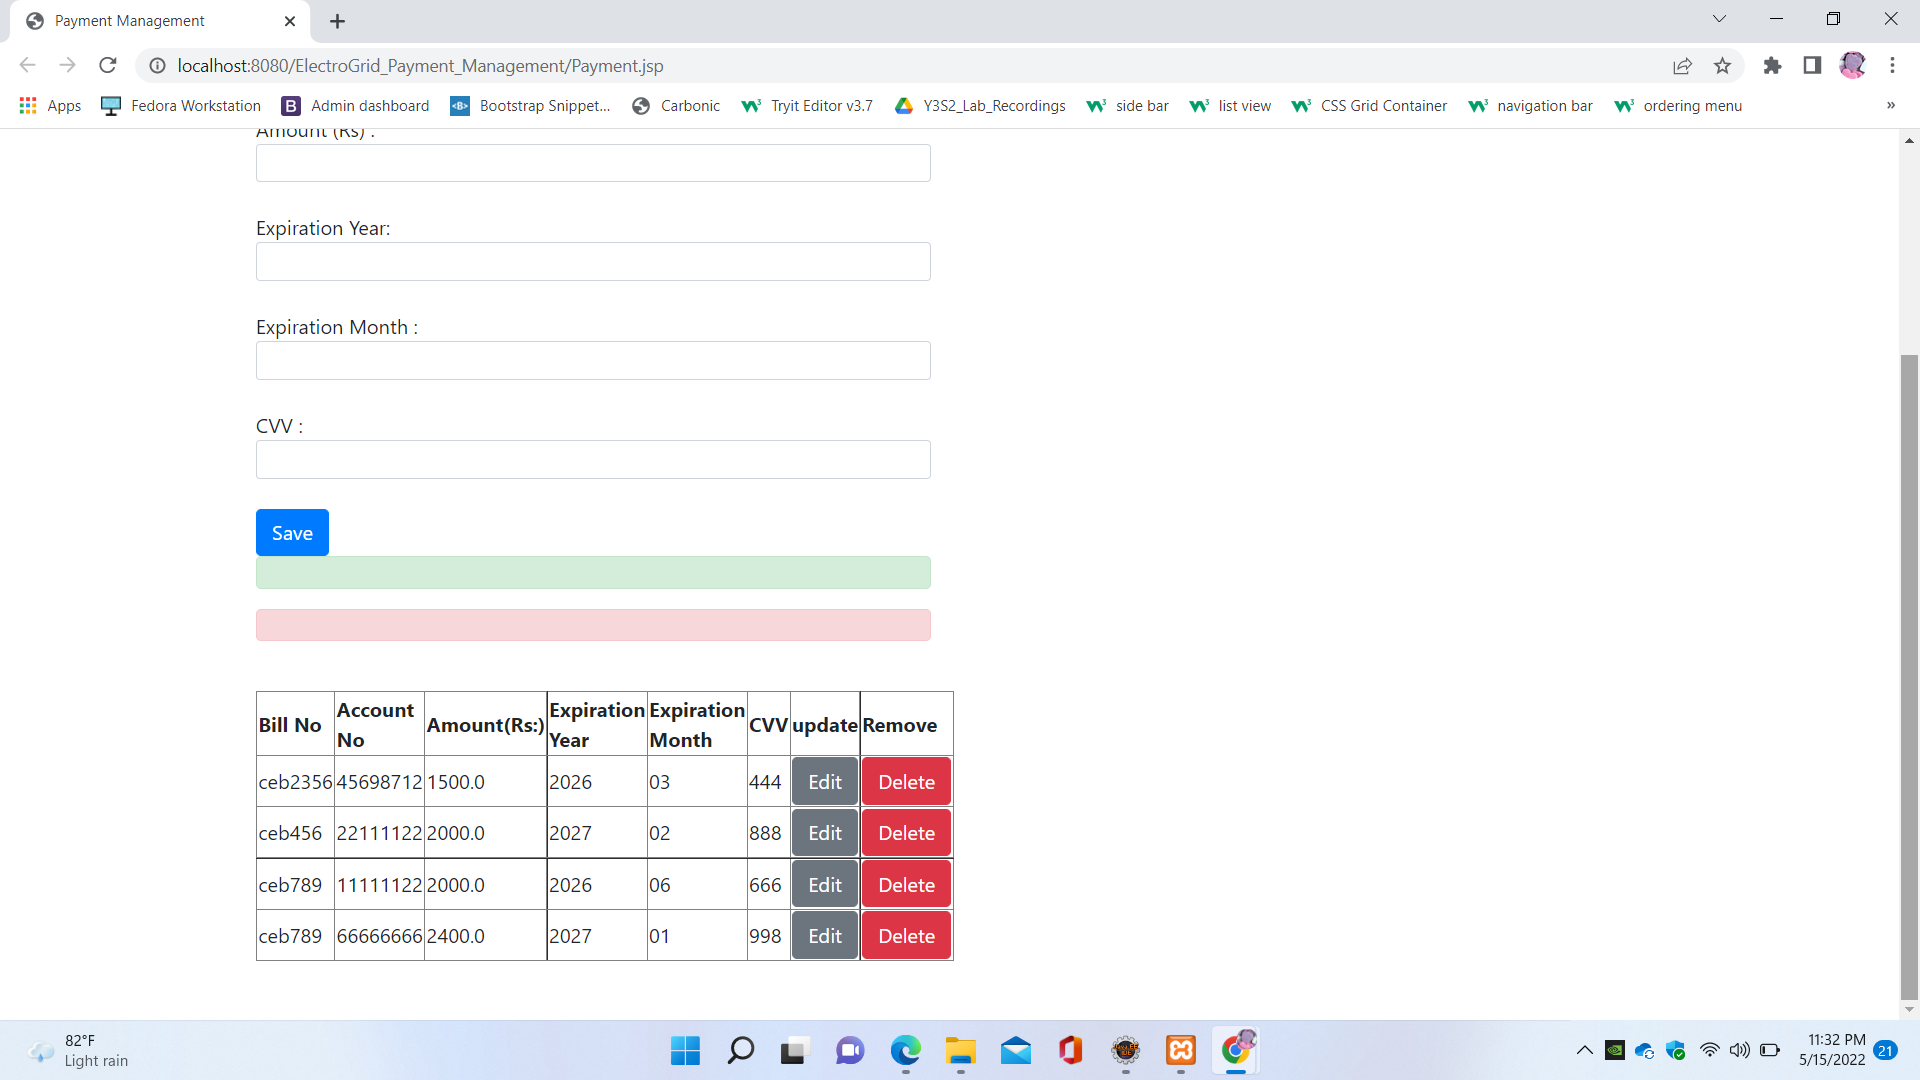 Payment Management
localhost:8080/ElectroGrid_Payment_Management/Payment.jsp
Apps Fedora Workstation B Admin dashboard Bootstrap Snippet... Carbonic Tryit Editor v3.7 Y3S2_Lab_Recordings side bar list view CSS Grid Container navigation bar ordering menu »
Amount (Rs) :
Expiration Year:
Expiration Month :
CVV :
Save
Bill No Account No Amount(Rs:) Expiration Year Expiration Month CVV update Remove
ceb2356 45698712 1500.0 2026 03 444 Edit Delete
ceb456 22111122 2000.0 2027 02 888 Edit Delete
ceb789 11111122 2000.0 2026 06 666 Edit Delete
ceb789 66666666 2400.0 2027 01 998 Edit Delete
82°F
Light rain
11:32 PM
5/15/2022
21